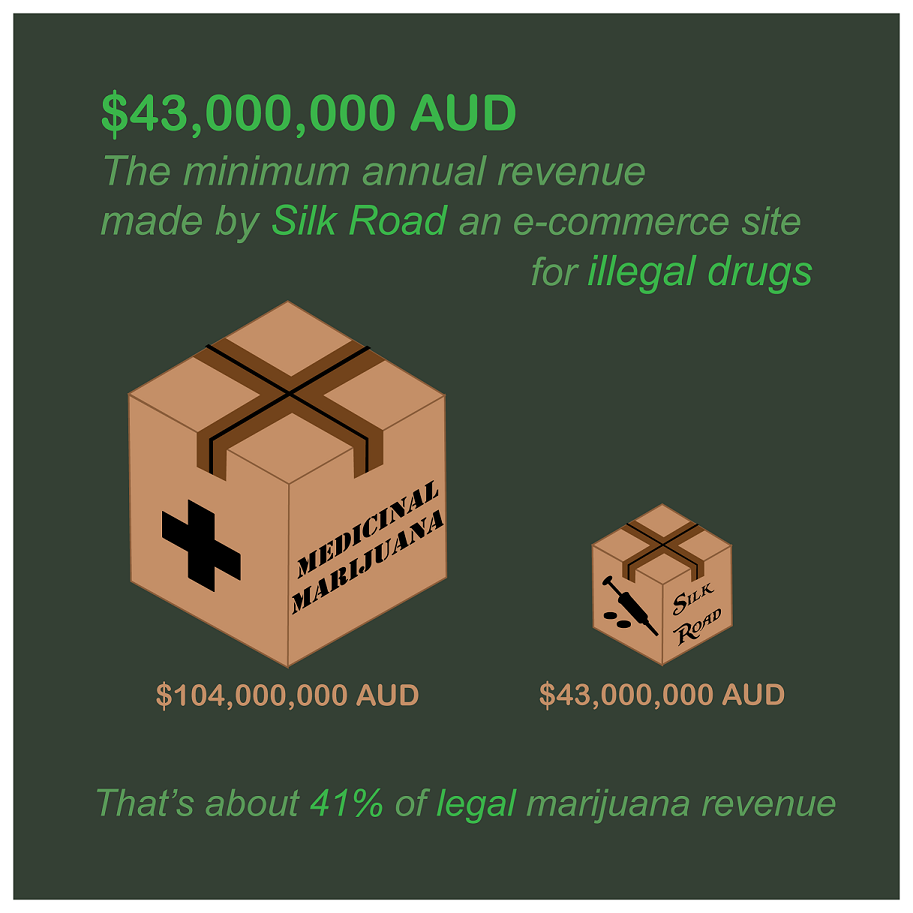 $43,000,000 AUD
The minimum annual revenue
made by Silk Road an e-commerce site
for illegal drugs
MEDICINAL
MARIJUANA
SILK
ROAD
$104,000,000 AUD
$43,000,000 AUD
That's about 41% of legal marijuana revenue